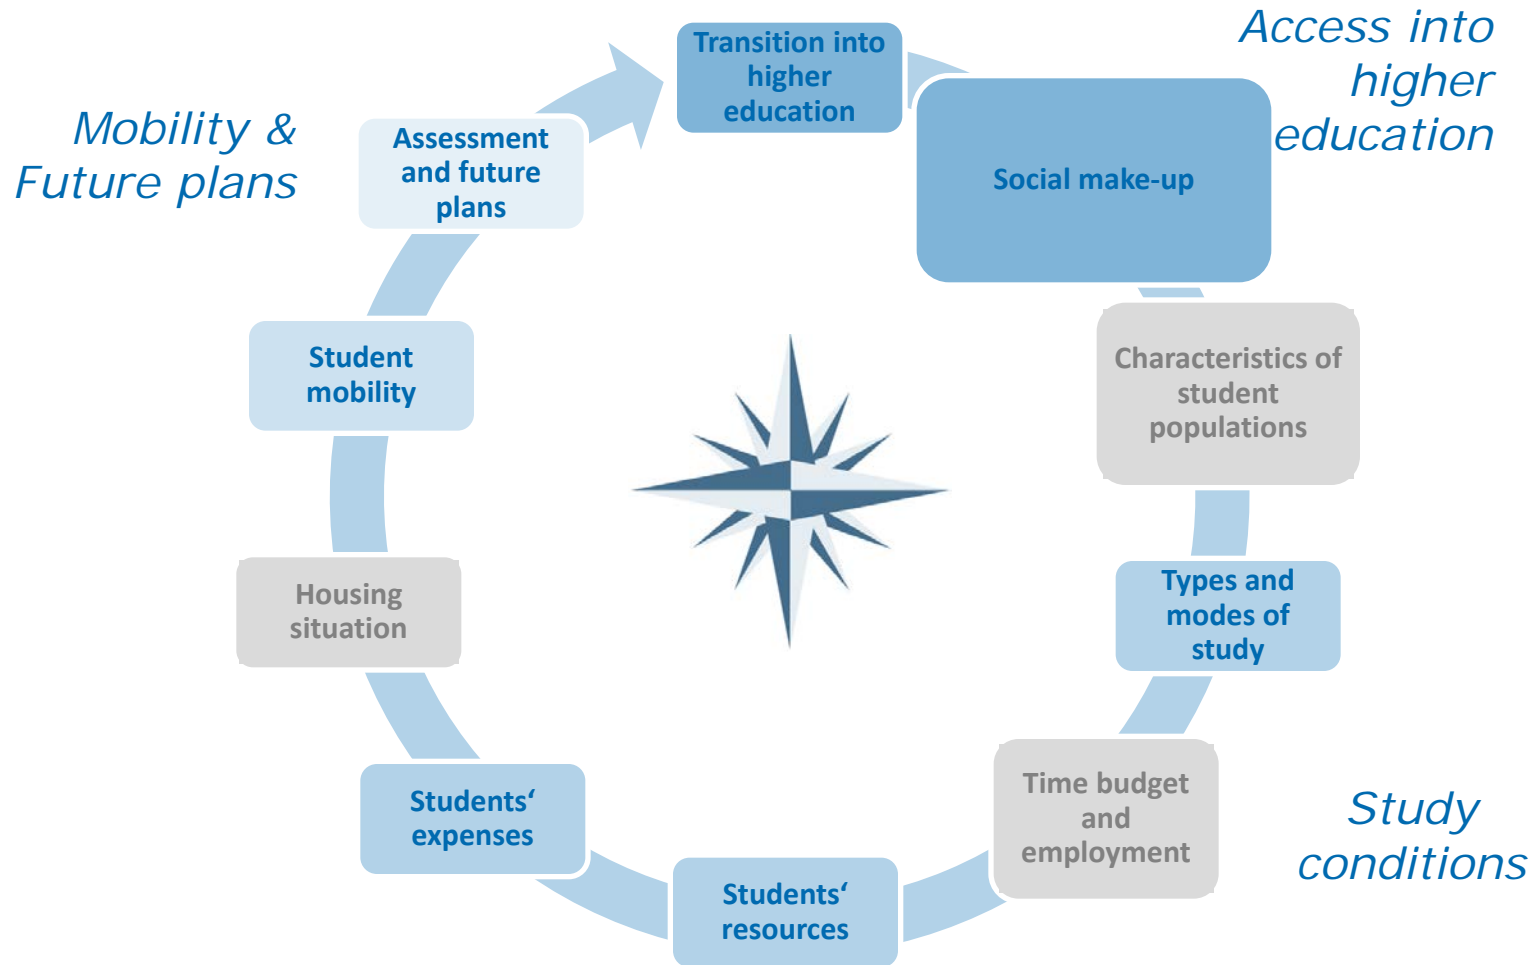 Transition into
higher
education
Access into
higher
education
Social make-up
Characteristics of
student
populations
Types and
modes of
study
Time budget
and
employment
Study
conditions
Students‘
resources
Students‘
expenses
Housing
situation
Student
mobility
Assessment
and future
plans
Mobility &
Future plans